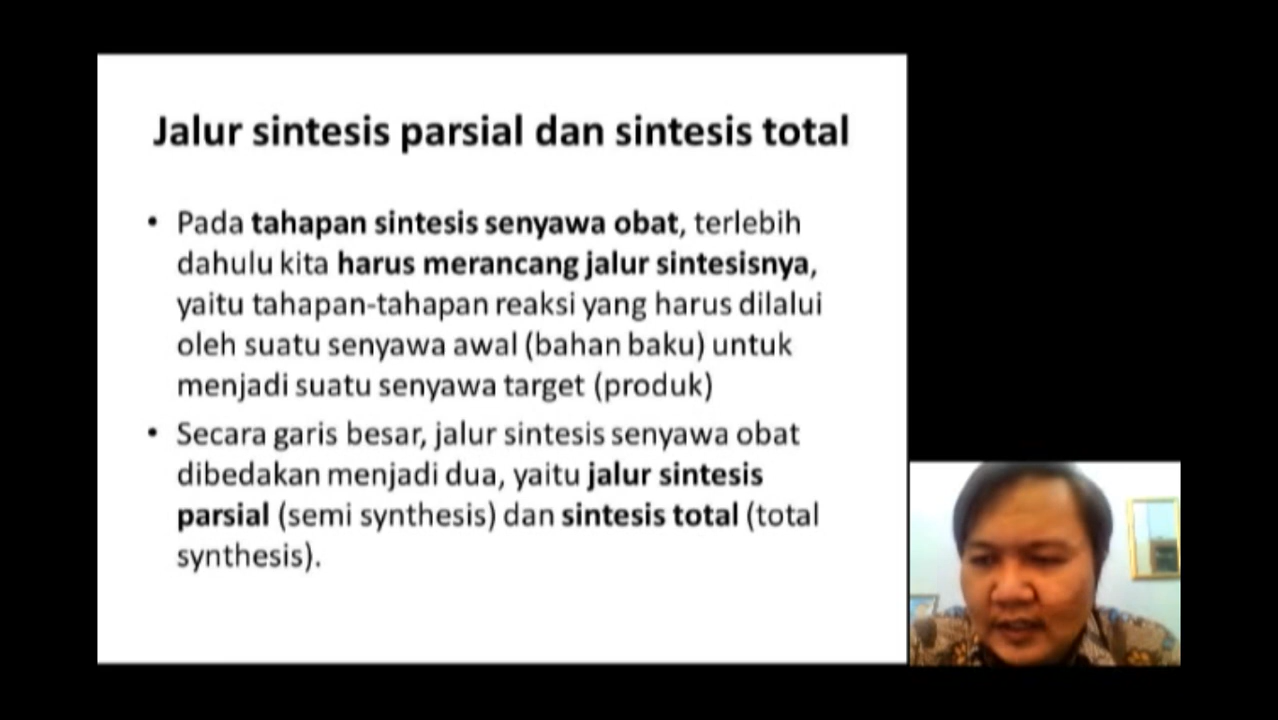 Jalur sintesis parsial dan sintesis total
• Pada tahapan sintesis senyawa obat, terlebih
dahulu kita harus merancang jalur sintesisnya,
yaitu tahapan-tahapan reaksi yang harus dilalui
oleh suatu senyawa awal (bahan baku) untuk
menjadi suatu senyawa target (produk)
• Secara garis besar, jalur sintesis senyawa obat
dibedakan menjadi dua, yaitu jalur sintesis
parsial (semi synthesis) dan sintesis total (total
synthesis).